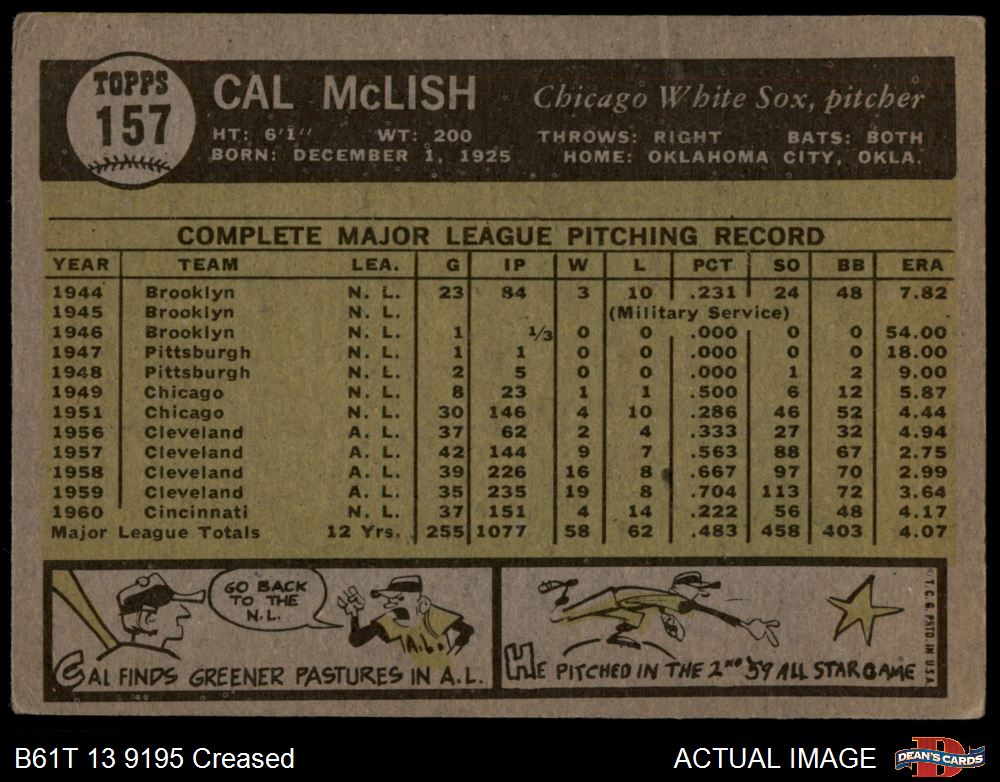 TOPPS
157
CAL McLISH
Chicago White Sox, pitcher
HT: 6'1" WT: 200 THROWS: RIGHT BATS: BOTH
BORN: DECEMBER 1, 1925 HOME: OKLAHOMA CITY, OKLA.
COMPLETE MAJOR LEAGUE PITCHING RECORD
YEAR TEAM LEA. G IP W L PCT SO BB ERA
1944 Brooklyn N. L. 23 84 3 10 .231 24 48 7.82
1945 Brooklyn N. L. (Military Service)
1946 Brooklyn N. L. 1 1/3 0 0 .000 0 0 54.00
1947 Pittsburgh N. L. 1 1 0 0 .000 0 0 18.00
1948 Pittsburgh N. L. 2 5 0 0 .000 1 2 9.00
1949 Chicago N. L. 8 23 1 1 .500 6 12 5.87
1951 Chicago N. L. 30 146 4 10 .286 46 52 4.44
1956 Cleveland A. L. 37 62 2 4 .333 27 32 4.94
1957 Cleveland A. L. 42 144 9 7 .563 88 67 2.75
1958 Cleveland A. L. 39 226 16 8 .667 97 70 2.99
1959 Cleveland A. L. 35 235 19 8 .704 113 72 3.64
1960 Cincinnati N. L. 37 151 4 14 .222 56 48 4.17
Major League Totals 12 Yrs. 255 1077 58 62 .483 458 403 4.07
GO BACK
TO THE
N.L.
A.L.
CAL FINDS GREENER PASTURES IN A.L.
HE PITCHED IN THE 2ND '59 ALL STAR GAME
© T. C. G. PRTD. IN U.S.A.
B61T 13 9195 Creased
ACTUAL IMAGE
D
DEAN'S CARDS